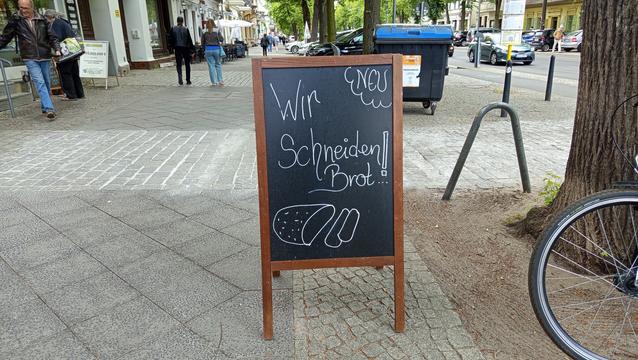 NEU
Wir
Schneiden!
Brot...